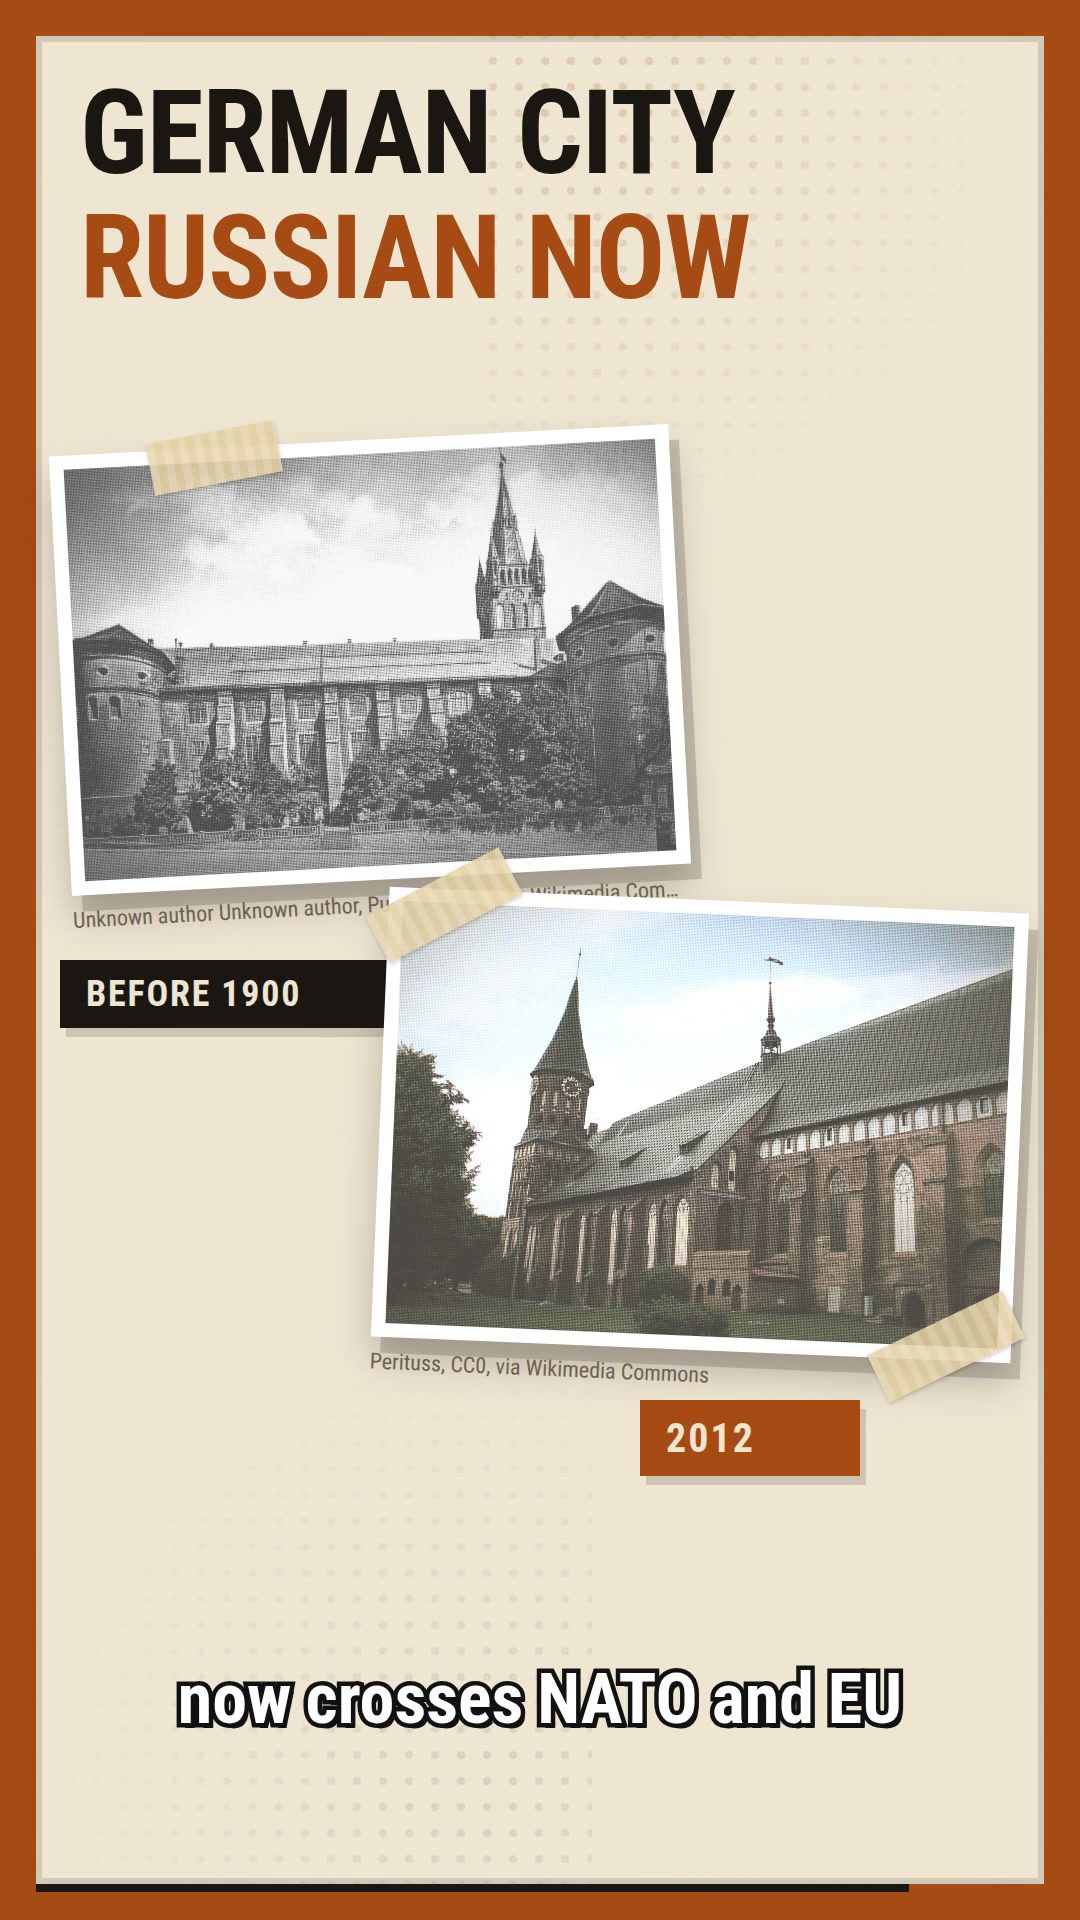 GERMAN CITY
RUSSIAN NOW
Unknown author Unknown author, Pu
Wikimedia Com...
BEFORE 1900
Perituss, CC0, via Wikimedia Commons
2012
now crosses NATO and EU